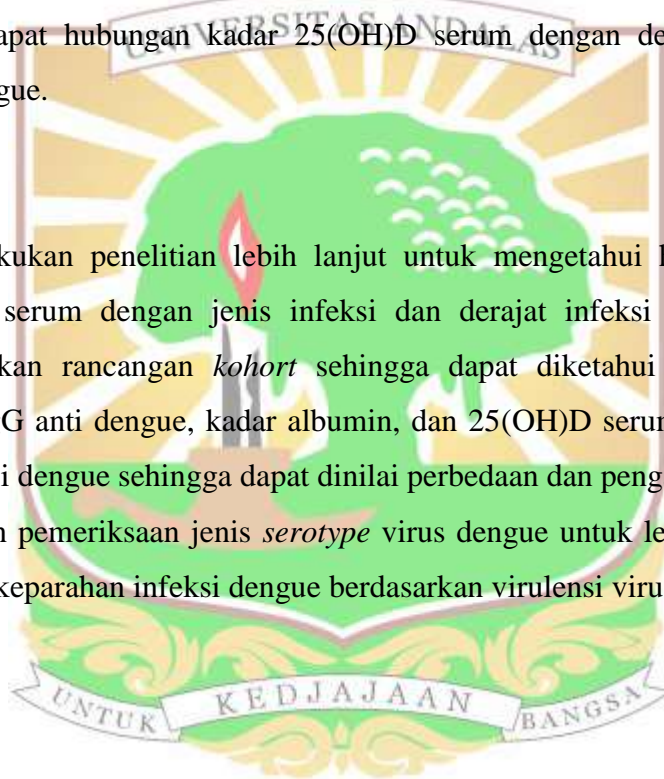 apat hubungan kadar 25(OH)D serum dengan de
UNIVERSITAS ANDALAS
gue.
kukan penelitian lebih lanjut untuk mengetahui
serum dengan jenis infeksi dan derajat infeksi
kan rancangan kohort sehingga dapat diketahui
G anti dengue, kadar albumin, dan 25(OH)D serum
i dengue sehingga dapat dinilai perbedaan dan peng
pemeriksaan jenis serotype virus dengue untuk le
keparahan infeksi dengue berdasarkan virulensi viru
UNTUK KEDJAJAAN BANGSA